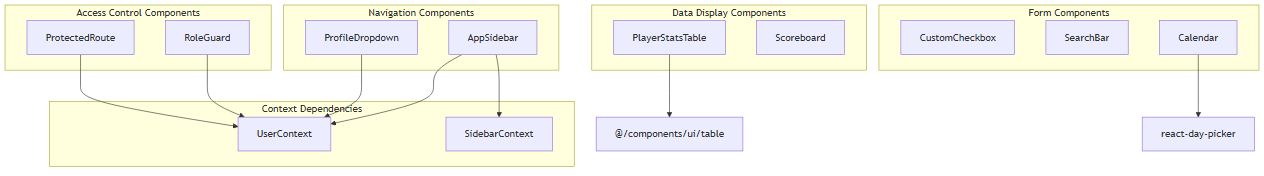 Access Control Components
Navigation Components
Data Display Components
Form Components
ProtectedRoute
RoleGuard
ProfileDropdown
AppSidebar
PlayerStatsTable
Scoreboard
CustomCheckbox
SearchBar
Calendar
Context Dependencies
UserContext
SidebarContext
@/components/ui/table
react-day-picker